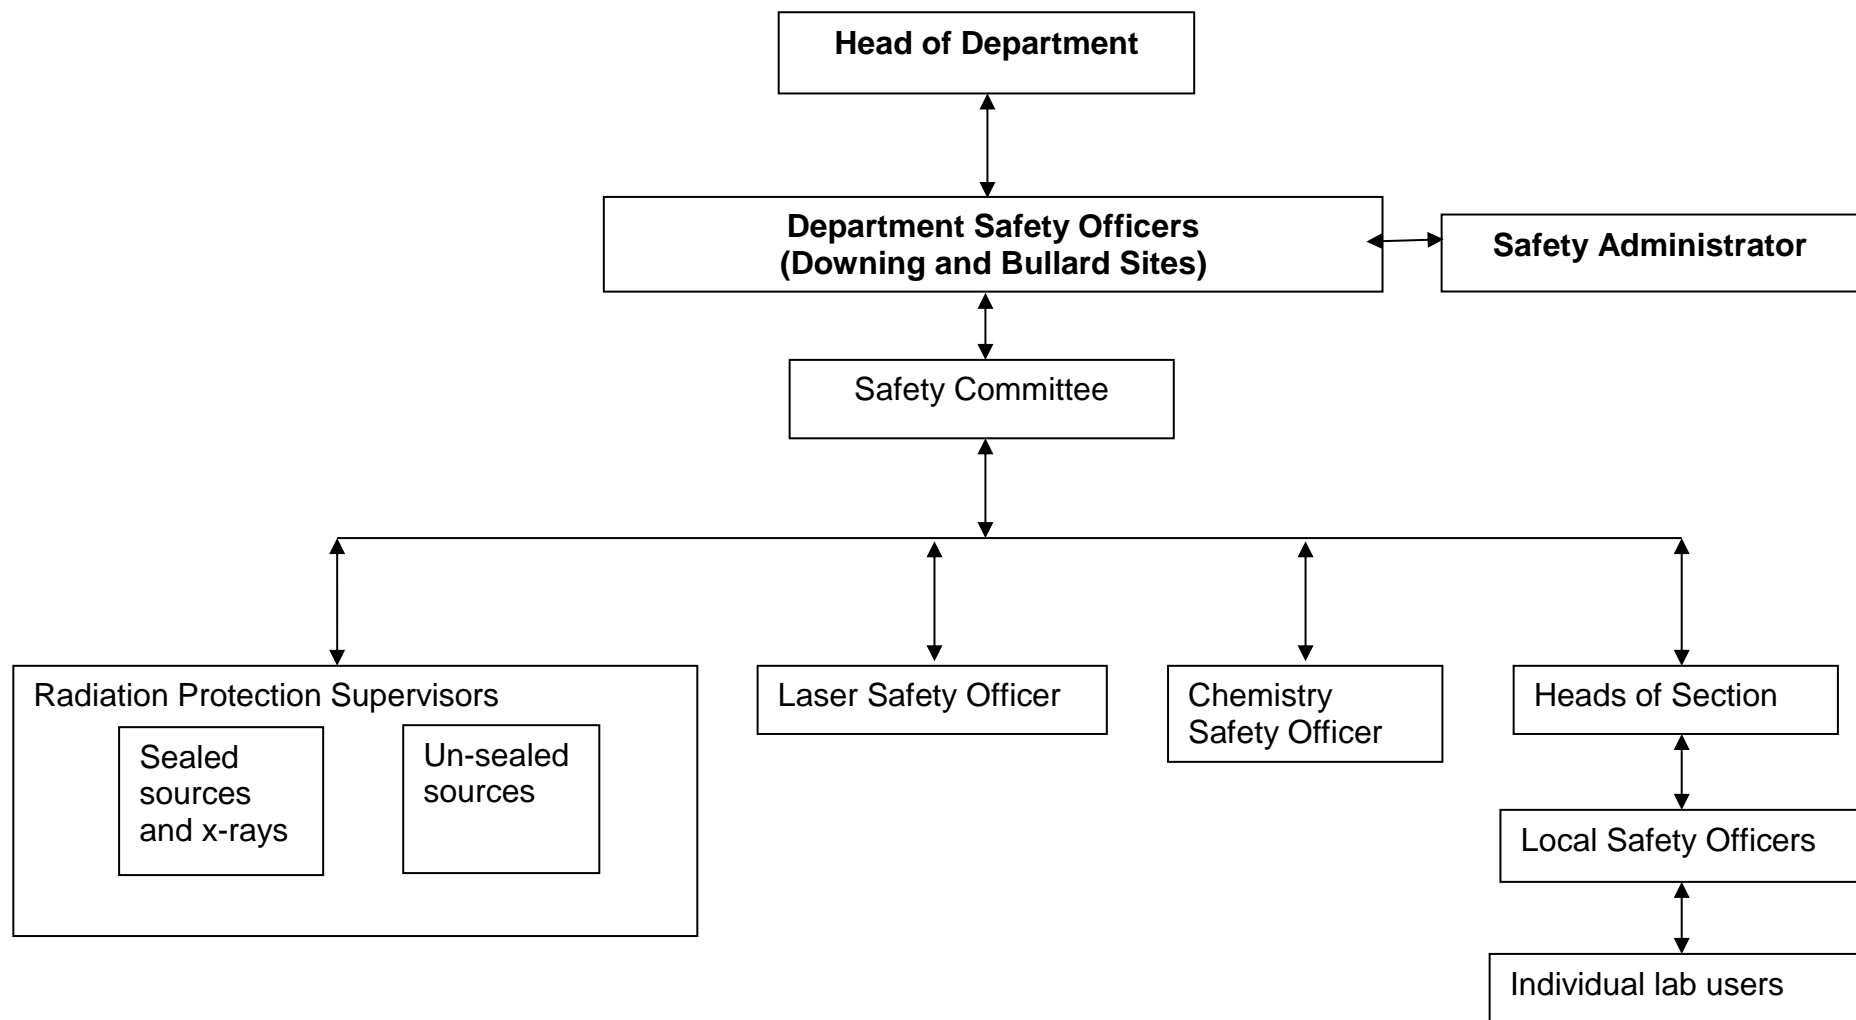 Head of Department
Department Safety Officers
(Downing and Bullard Sites)
Safety Administrator
Safety Committee
Radiation Protection Supervisors
Sealed
sources
and x-rays
Un-sealed
sources
Laser Safety Officer
Chemistry
Safety Officer
Heads of Section
Local Safety Officers
Individual lab users